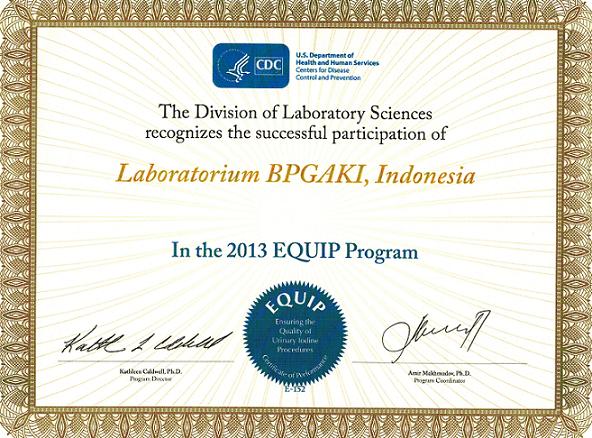 CDC
U.S. Department of
Health and Human Services
Centers for Disease
Control and Prevention
The Division of Laboratory Sciences
recognizes the successful participation of
Laboratorium BPGAKI, Indonesia
In the 2013 EQUIP Program
EQUIP
Ensuring the
Quality of
Urinary Iodine
Procedures
Certificate of Performance
E-152
Kathleen Caldwell, Ph.D.
Program Director
Amir Makhmudov, Ph.D.
Program Coordinator